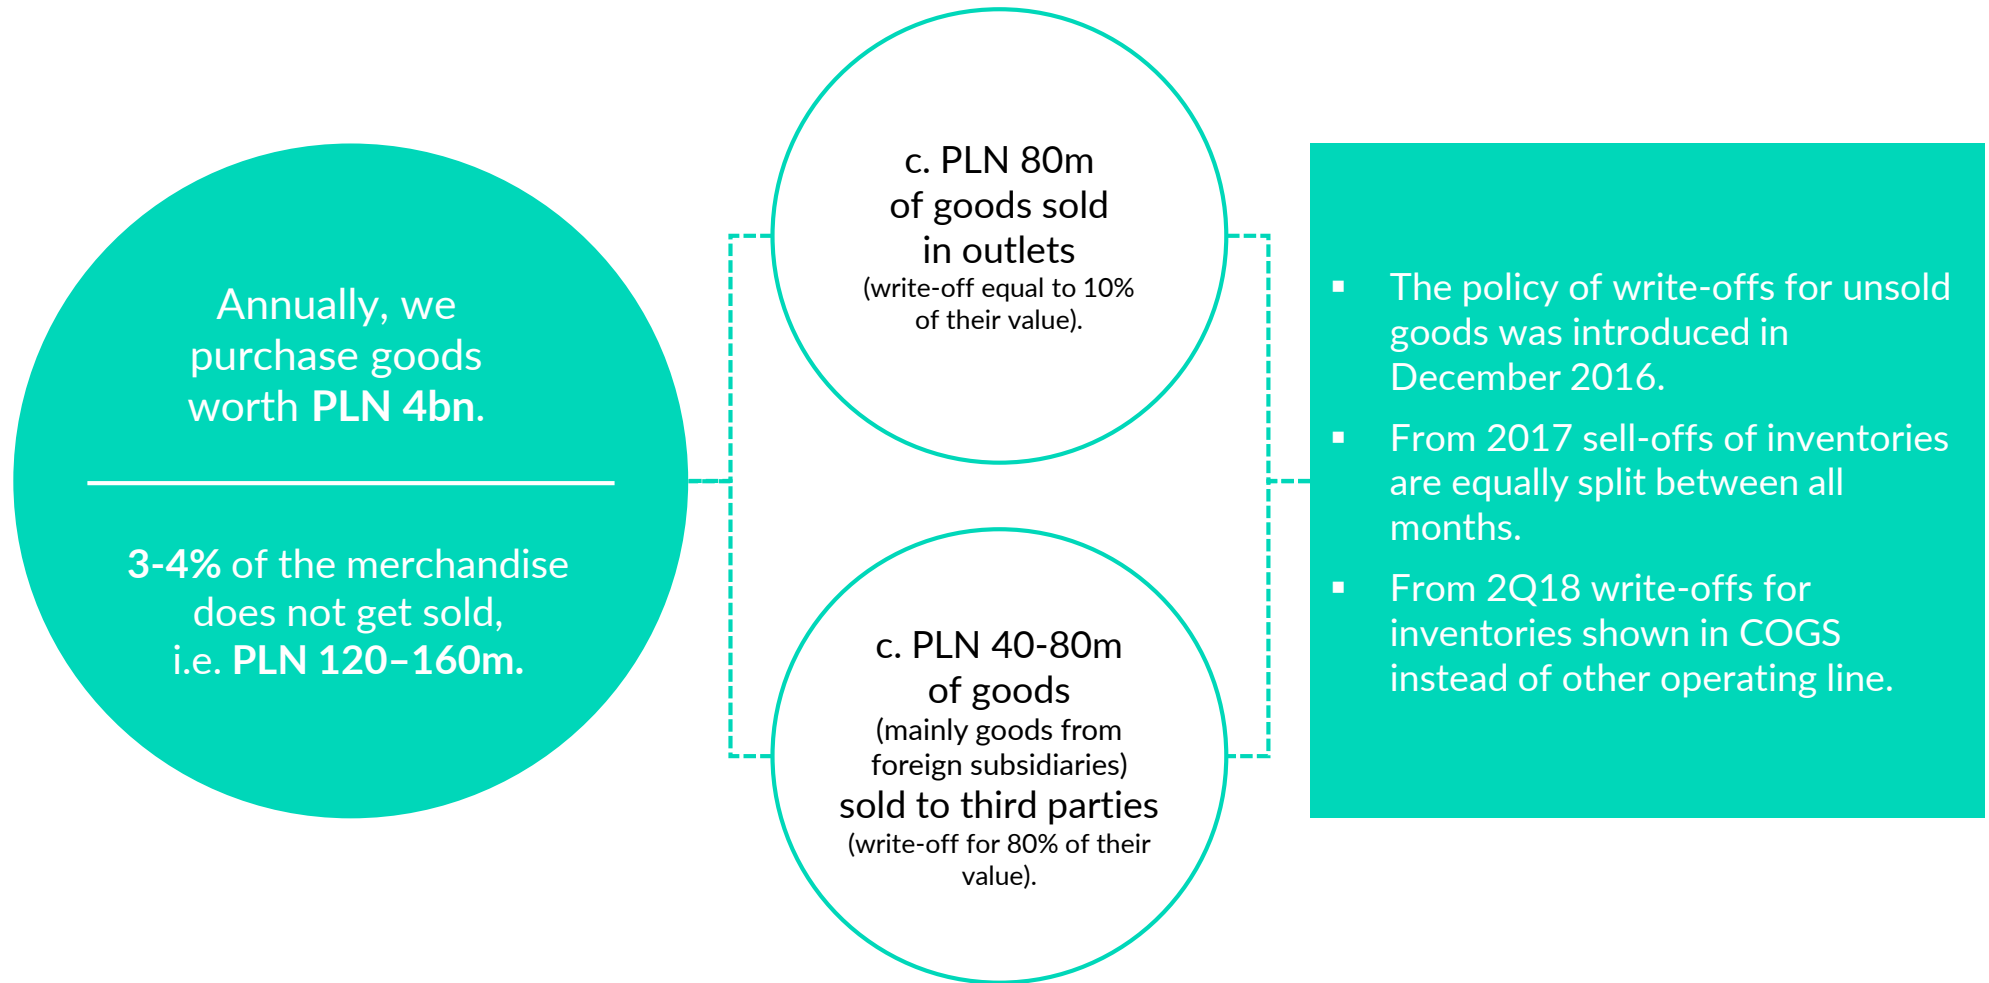 Annually, we
purchase goods
worth PLN 4bn.
3-4% of the merchandise
does not get sold,
i.e. PLN 120–160m.
c. PLN 80m
of goods sold
in outlets
(write-off equal to 10%
of their value).
c. PLN 40-80m
of goods
(mainly goods from
foreign subsidiaries)
sold to third parties
(write-off for 80% of their
value).
▪ The policy of write-offs for unsold
goods was introduced in
December 2016.
▪ From 2017 sell-offs of inventories
are equally split between all
months.
▪ From 2Q18 write-offs for
inventories shown in COGS
instead of other operating line.